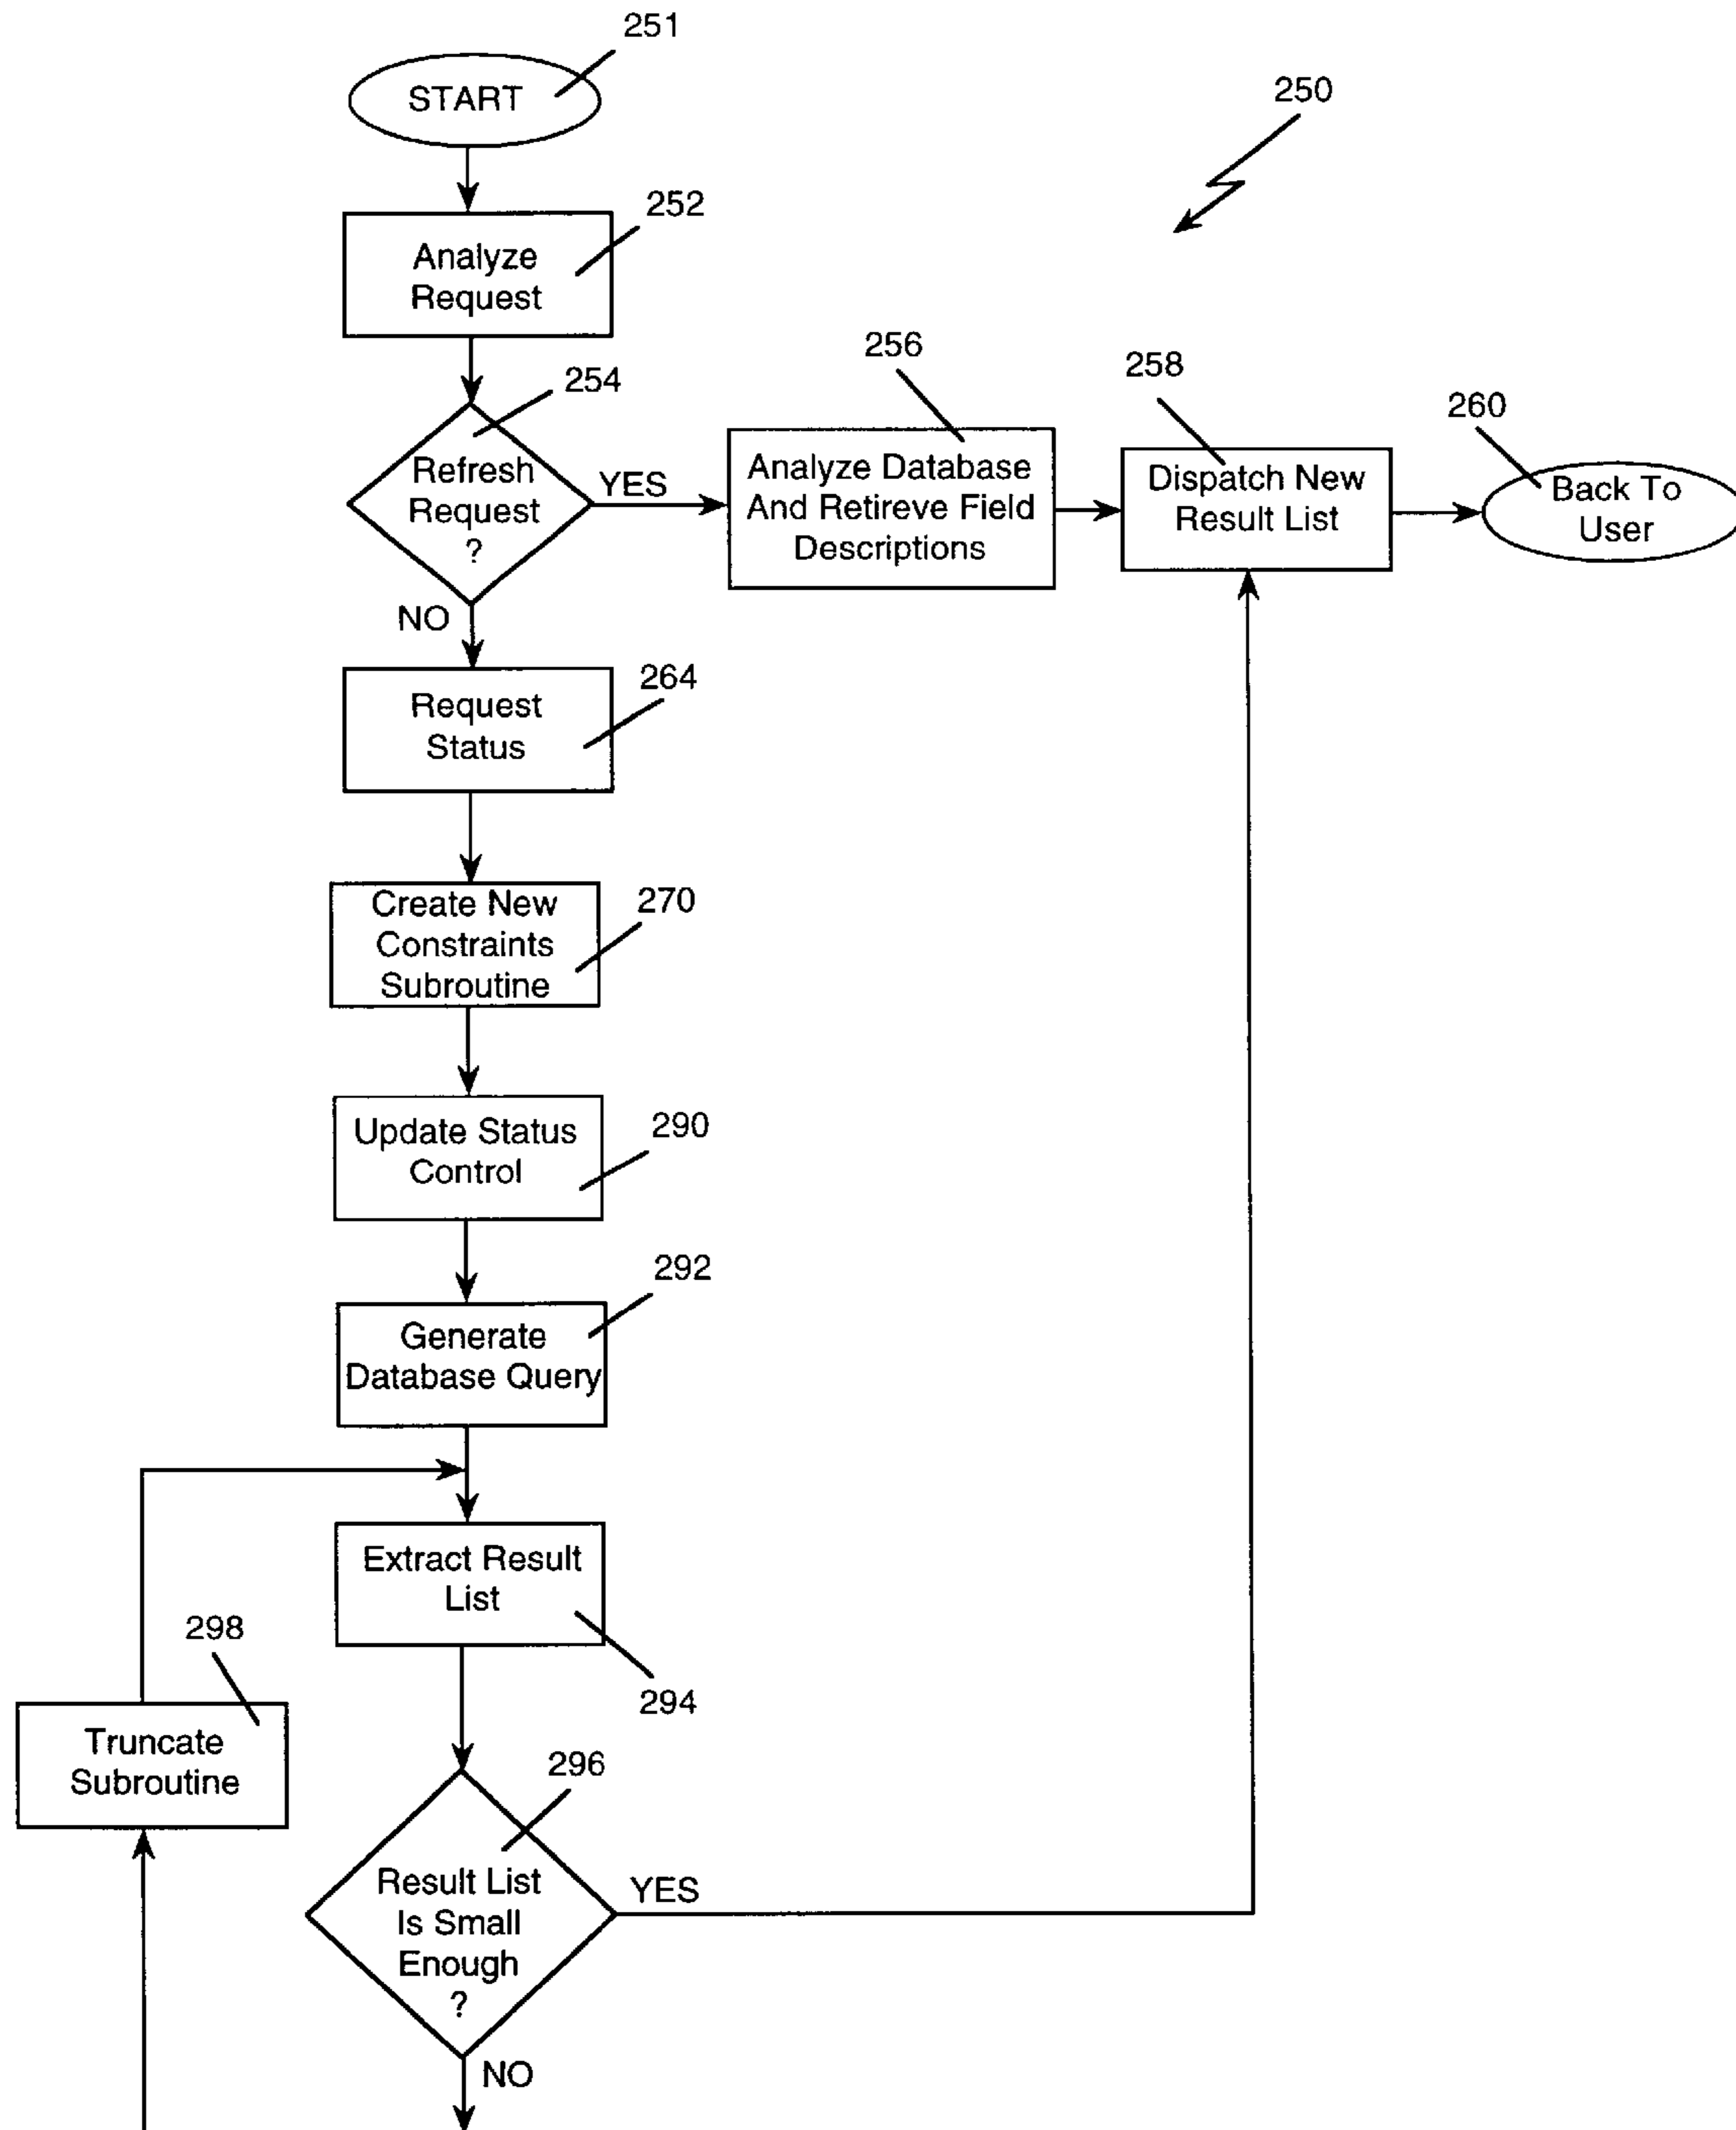 251
START
250
252
Analyze
Request
254
Refresh
Request
?
YES
NO
256
Analyze Database
And Retireve Field
Descriptions
258
Dispatch New
Result List
260
Back To
User
264
Request
Status
270
Create New
Constraints
Subroutine
290
Update Status
Control
292
Generate
Database Query
Extract Result
List
294
298
Truncate
Subroutine
296
Result List
Is Small
Enough
?
YES
NO